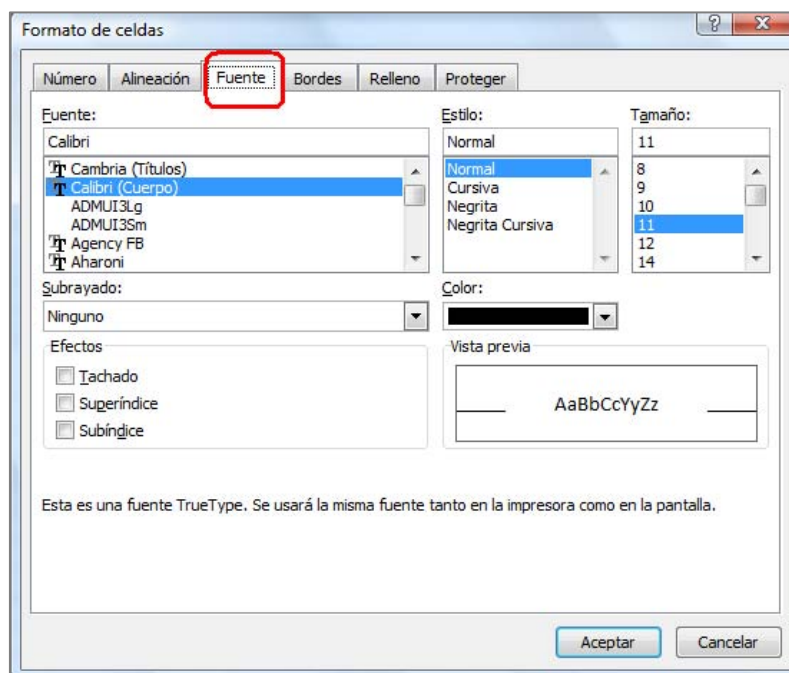 Formato de celdas
Número Alineación Fuente Bordes Relleno Proteger
Fuente: Estilo: Tamaño:
Calibri Normal 11
Cambria (Títulos) Normal 8
Calibri (Cuerpo) Cursiva 9
ADMUI3Lg Negrita 10
ADMUI3Sm Negrita Cursiva 11
Agency FB 12
Aharoni 14
Subrayado: Color:
Ninguno
Efectos Vista previa
Tachado
Superíndice AaBbCcYyZz
Subíndice
Esta es una fuente TrueType. Se usará la misma fuente tanto en la impresora como en la pantalla.
Aceptar Cancelar